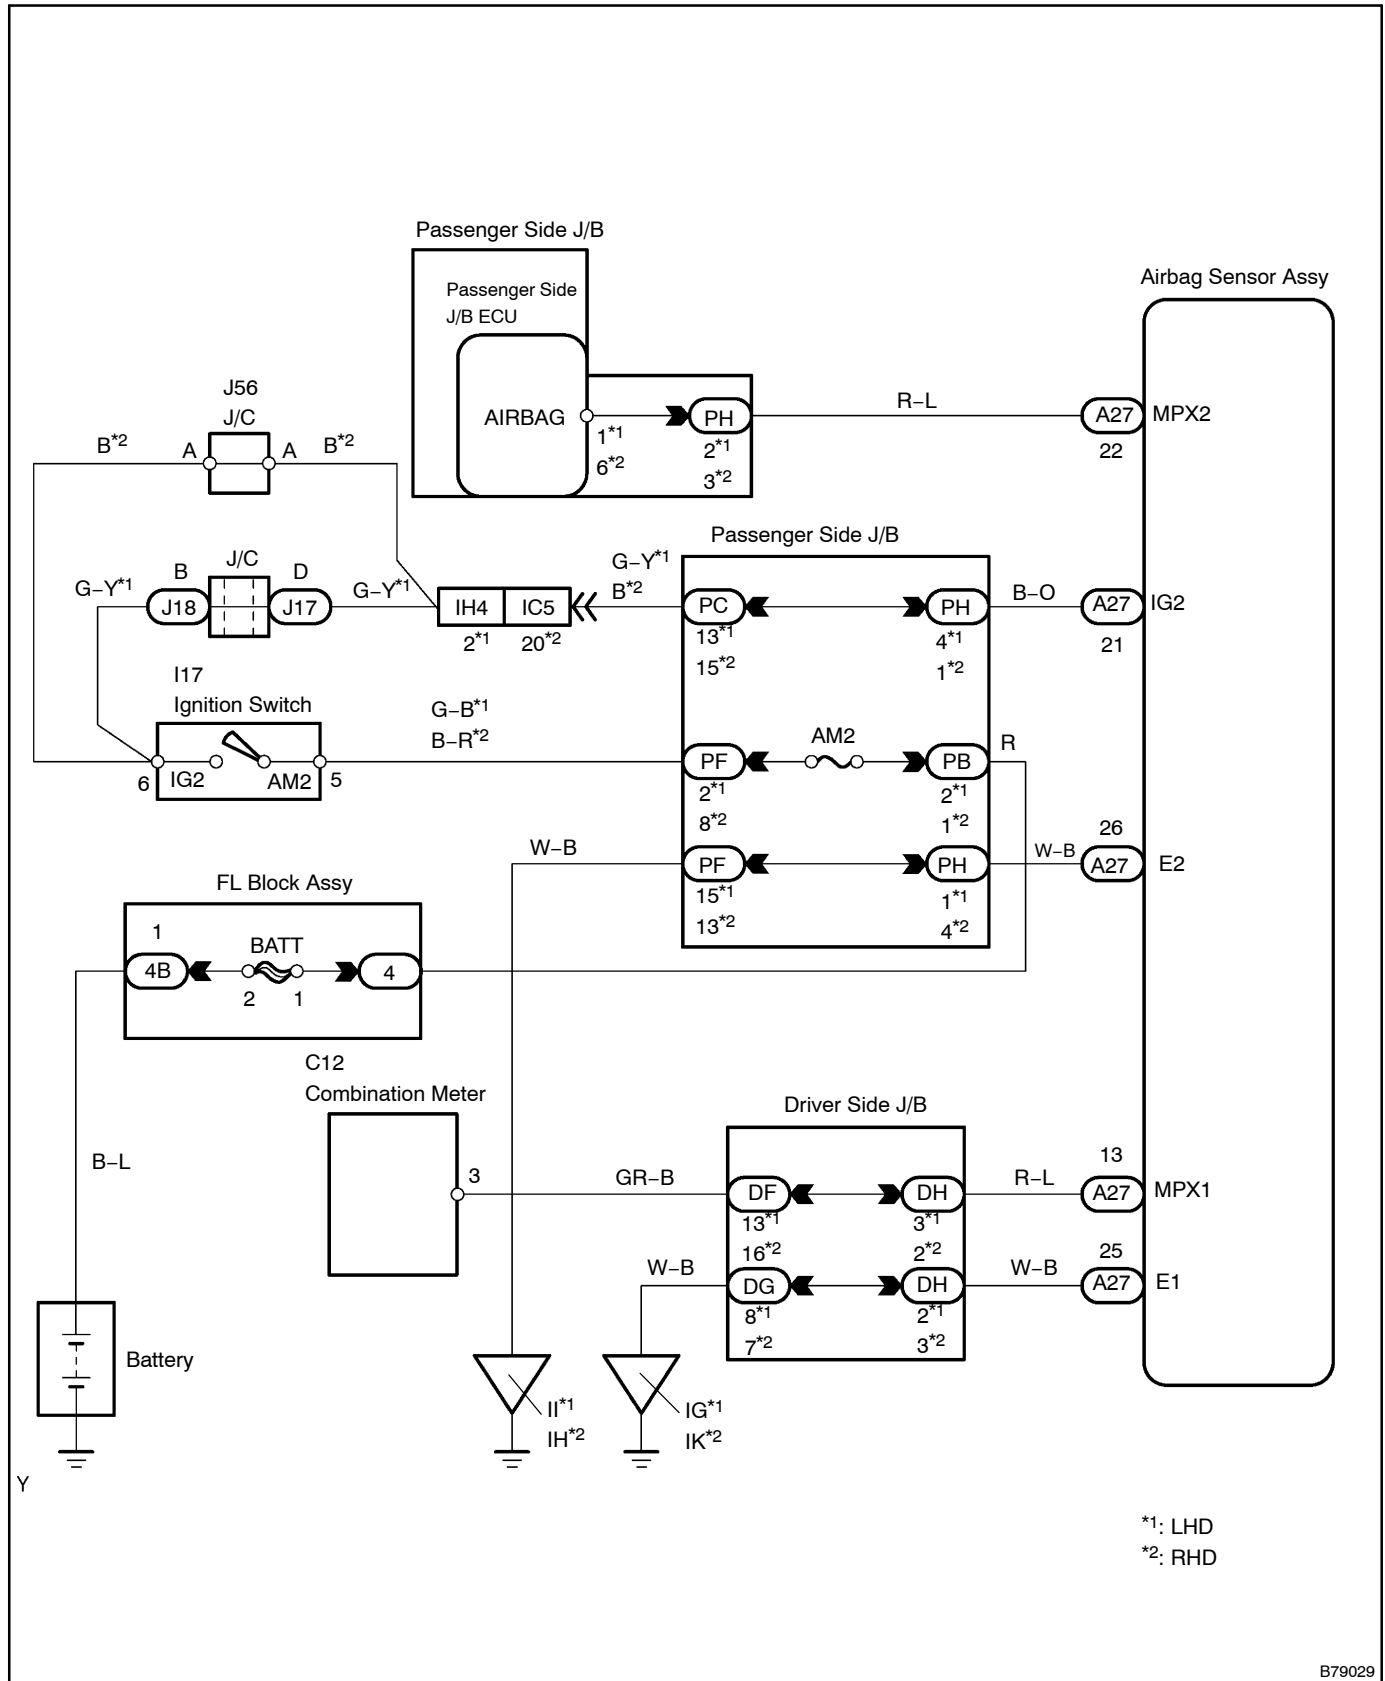 Passenger Side J/B
Passenger Side
J/B ECU
AIRBAG
1*1
6*2
PH
2*1
3*2
R−L
Airbag Sensor Assy
A27
MPX2
22
J56
J/C
B*2
A
A
B*2
J/C
B
D
G−Y*1
J18
J17
G−Y*1
IH4
IC5
2*1
20*2
G−Y*1
B*2
Passenger Side J/B
PC
13*1
15*2
PH
4*1
1*2
B−O
A27
IG2
21
I17
Ignition Switch
6
IG2
AM2
5
G−B*1
B−R*2
PF
2*1
8*2
AM2
PB
2*1
1*2
R
W−B
PF
15*1
13*2
PH
1*1
4*2
W−B
26
A27
E2
FL Block Assy
1
4B
BATT
2
1
4
B−L
C12
Combination Meter
3
GR−B
Driver Side J/B
DF
13*1
16*2
DH
3*1
2*2
R−L
13
A27
MPX1
W−B
DG
8*1
7*2
DH
2*1
3*2
W−B
25
A27
E1
Battery
II*1
IH*2
IG*1
IK*2
Y
*1: LHD
*2: RHD
B79029